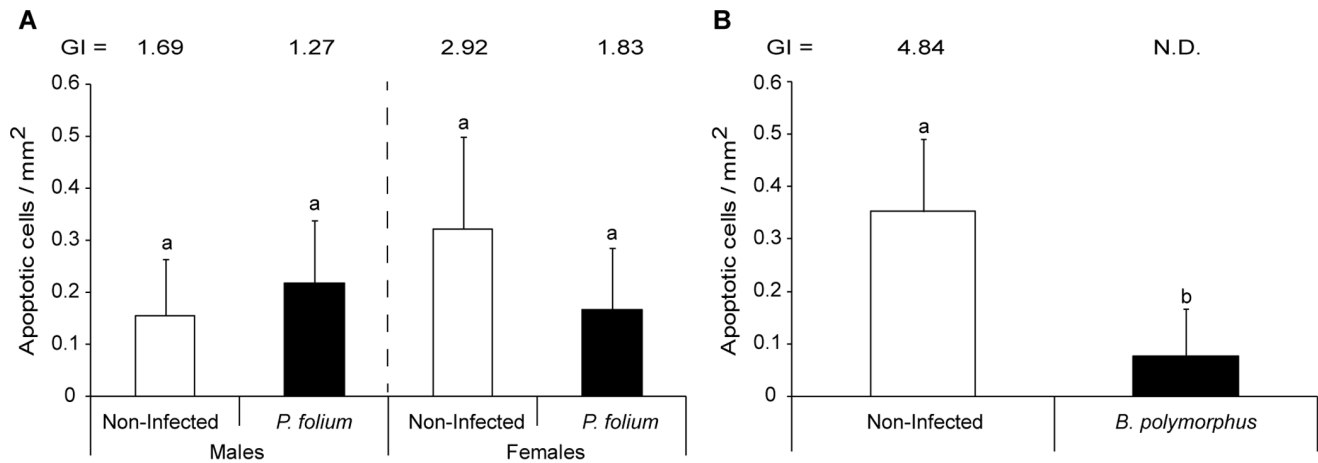 A
GI = 1.69 1.27 2.92 1.83
Apoptotic cells / mm²
0.6
0.5
0.4
0.3
0.2
0.1
0
a
a
a
a
Non-Infected P. folium Non-Infected P. folium
Males Females
B
GI = 4.84 N.D.
Apoptotic cells / mm²
0.6
0.5
0.4
0.3
0.2
0.1
0
a
b
Non-Infected B. polymorphus